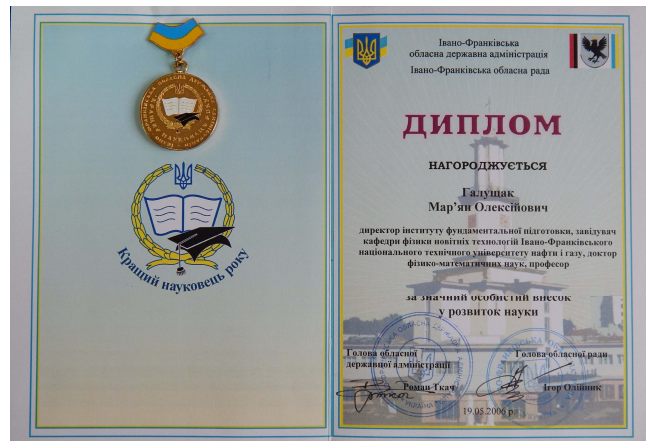 Кращий науковець року
Івано-Франківська
обласна державна адміністрація
Івано-Франківська обласна рада
ДИПЛОМ
НАГОРОДЖУЄТЬСЯ
Галущак
Мар'ян Олексійович
директор інституту фундаментальної підготовки, завідувач
кафедри фізики новітніх технологій Івано-Франківського
національного технічного університету нафти і газу, доктор
фізико-математичних наук, професор
за значний особистий внесок
у розвиток науки
Голова обласної
державної адміністрації
Роман Ткач
Голова обласної ради
Ігор Олійник
УКРАЇНА
19.05.2006 р.